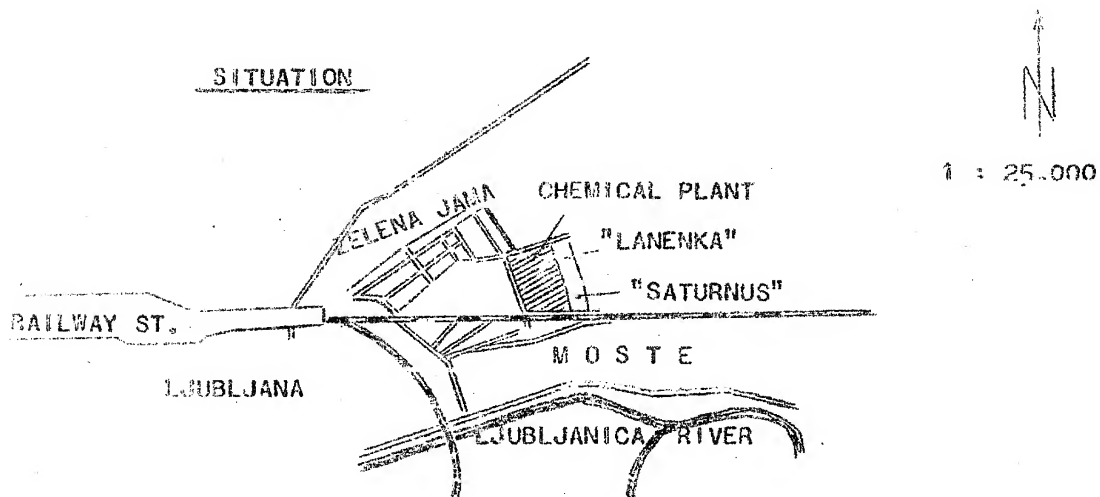 SITUATION
N
1 : 25.000
CHEMICAL PLANT
ZELENA JAMA
"LANENKA"
"SATURNUS"
RAILWAY ST.
MOSTE
LJUBLJANA
LJUBLJANICA RIVER